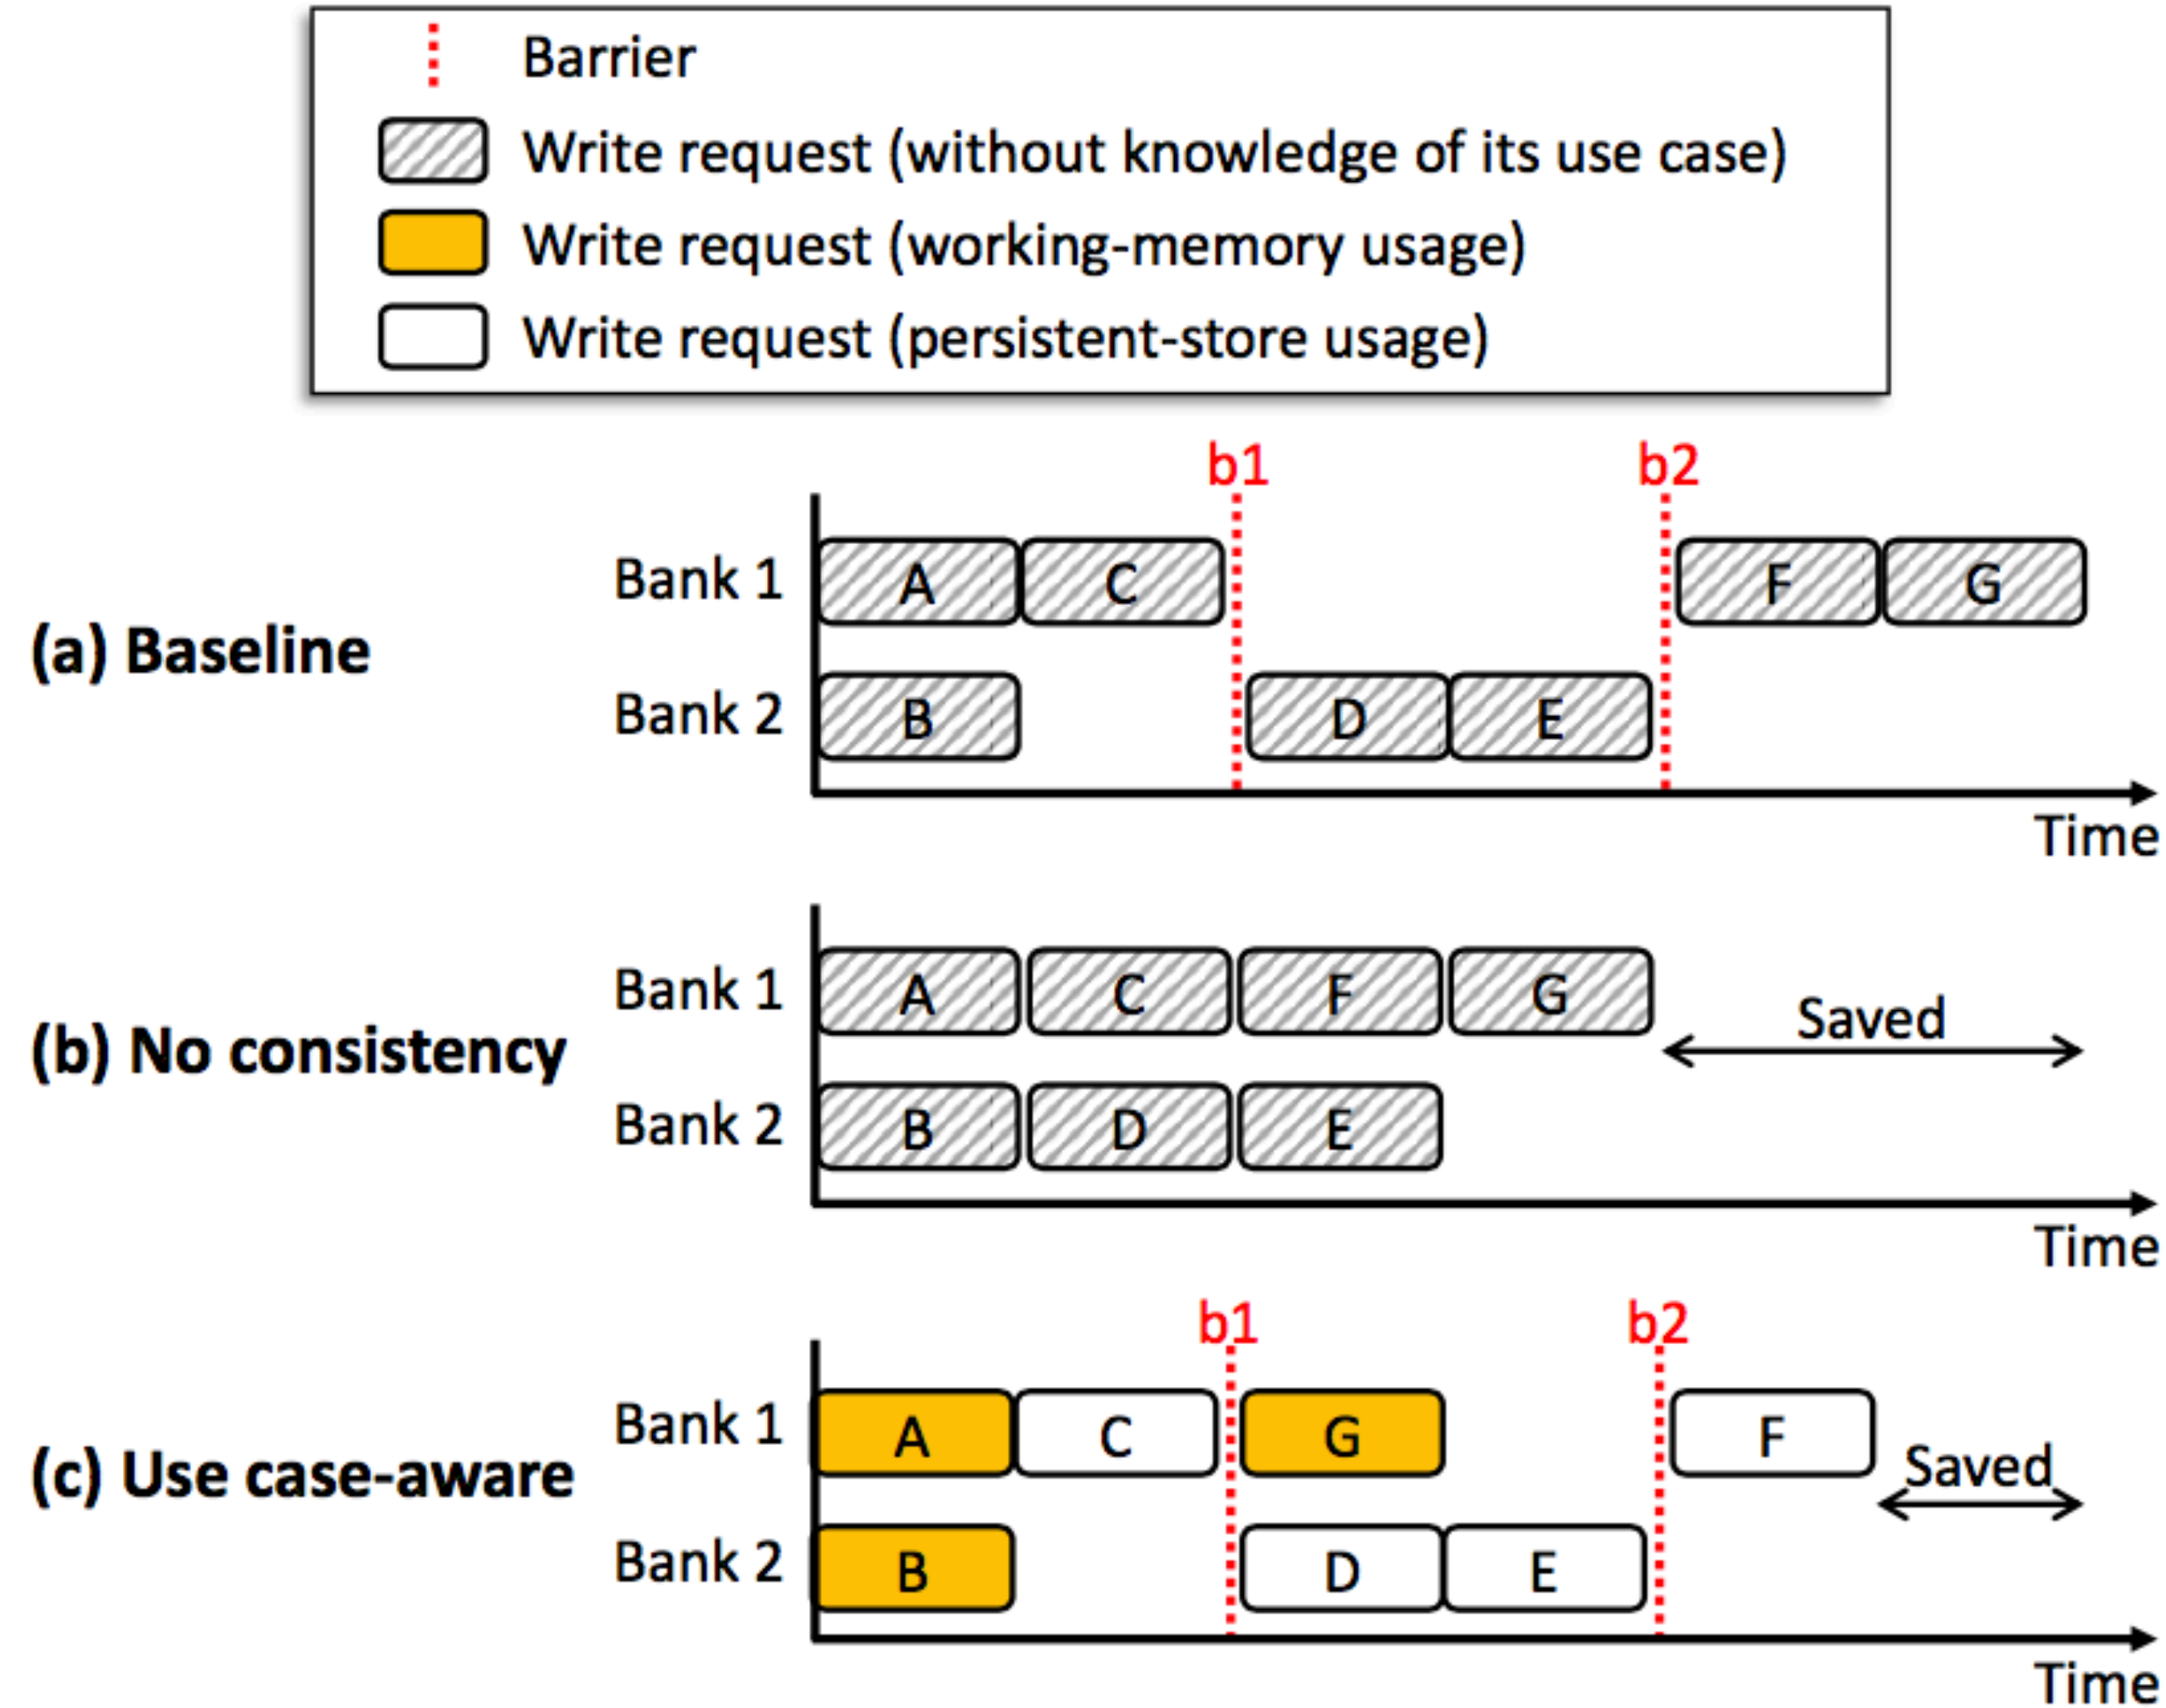 Barrier
Write request (without knowledge of its use case)
Write request (working-memory usage)
Write request (persistent-store usage)
b1 b2
Bank 1 A C F G
(a) Baseline
Bank 2 B D E
Time
Bank 1 A C F G
Saved
(b) No consistency
Bank 2 B D E
Time
b1 b2
Bank 1 A C G F
(c) Use case-aware Saved
Bank 2 B D E
Time